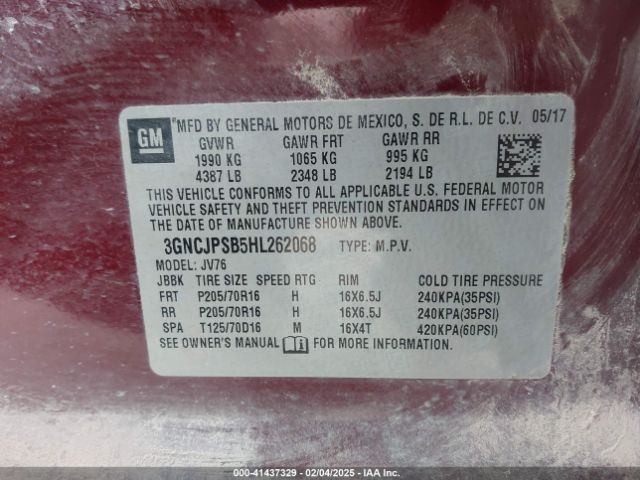 GM
*MFD BY GENERAL MOTORS DE MEXICO, S. DE R.L. DE C.V. 05/17
GVWR GAWR FRT GAWR RR
1990 KG 1065 KG 995 KG
4387 LB 2348 LB 2194 LB
THIS VEHICLE CONFORMS TO ALL APPLICABLE U.S. FEDERAL MOTOR
VEHICLE SAFETY AND THEFT PREVENTION STANDARDS IN EFFECT ON
THE DATE OF MANUFACTURE SHOWN ABOVE.
3GNCJPSB5HL262068 TYPE: M.P.V.
MODEL: JV76
JBBK TIRE SIZE SPEED RTG RIM COLD TIRE PRESSURE
FRT P205/70R16 H 16X6.5J 240KPA(35PSI)
RR P205/70R16 H 16X6.5J 240KPA(35PSI)
SPA T125/70D16 M 16X4T 420KPA(60PSI)
SEE OWNER'S MANUAL FOR MORE INFORMATION.
000-41437329 - 02/04/2025 - IAA Inc.